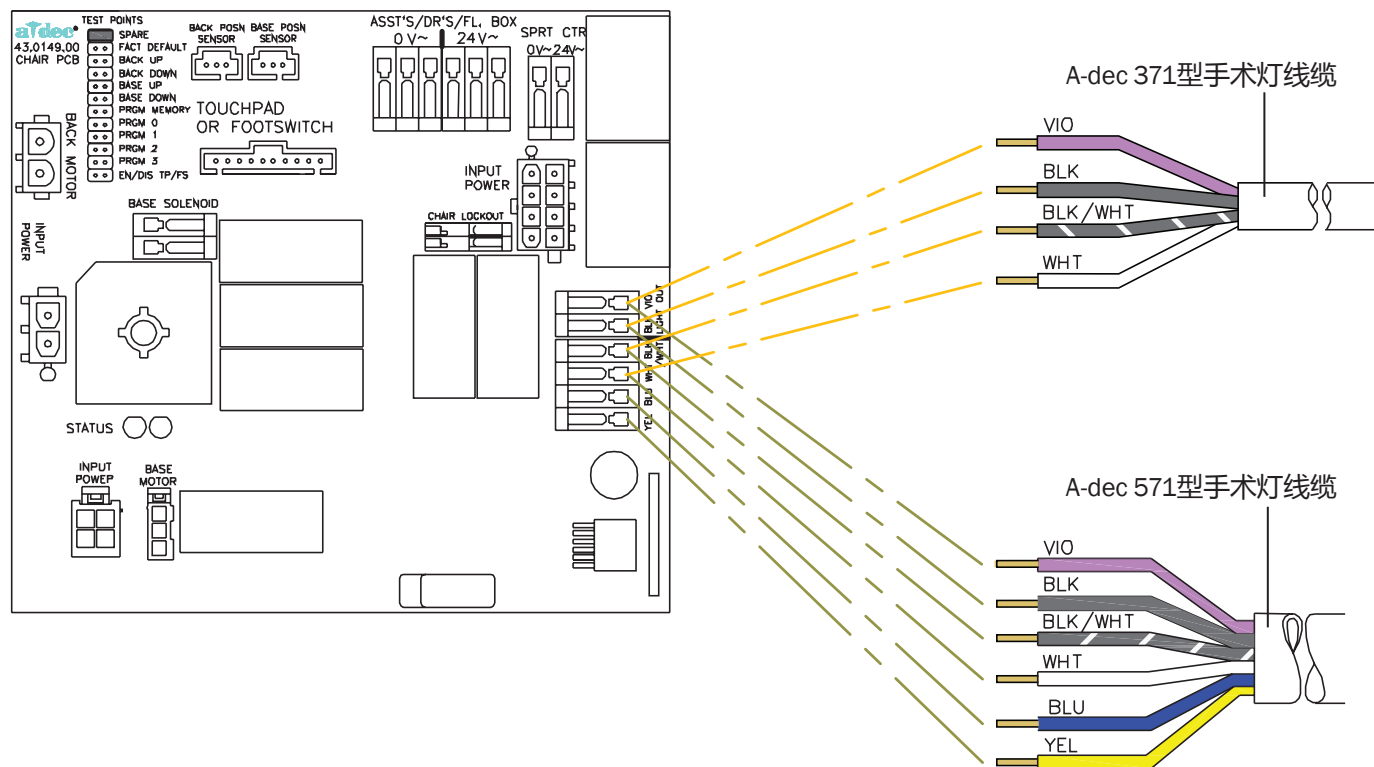 TEST POINTS
a-dec®
43.0149.00
CHAIR PCB
SPARE
FACT DEFAULT
BACK UP
BACK DOWN
BASE UP
BASE DOWN
PRGM MEMORY
PRGM 0
PRGM 1
PRGM 2
PRGM 3
EN/DIS TP/FS
BACK POSN
SENSOR
BASE POSN
SENSOR
TOUCHPAD
OR FOOTSWITCH
ASST'S/DR'S/FL. BOX
0V~ 24V~
SPRT CTR
0V~ 24V~
BACK MOTOR
INPUT
POWER
BASE SOLENOID
INPUT
POWER
CHAIR LOCKOUT
VIO
BLK
BLK
/WHT
WHT
BLU
YEL
LIGHT OUT
STATUS
INPUT
POWEP
BASE
MOTOR
A-dec 371型手术灯线缆
VIO
BLK
BLK/WHT
WHT
A-dec 571型手术灯线缆
VIO
BLK
BLK/WHT
WHT
BLU
YEL